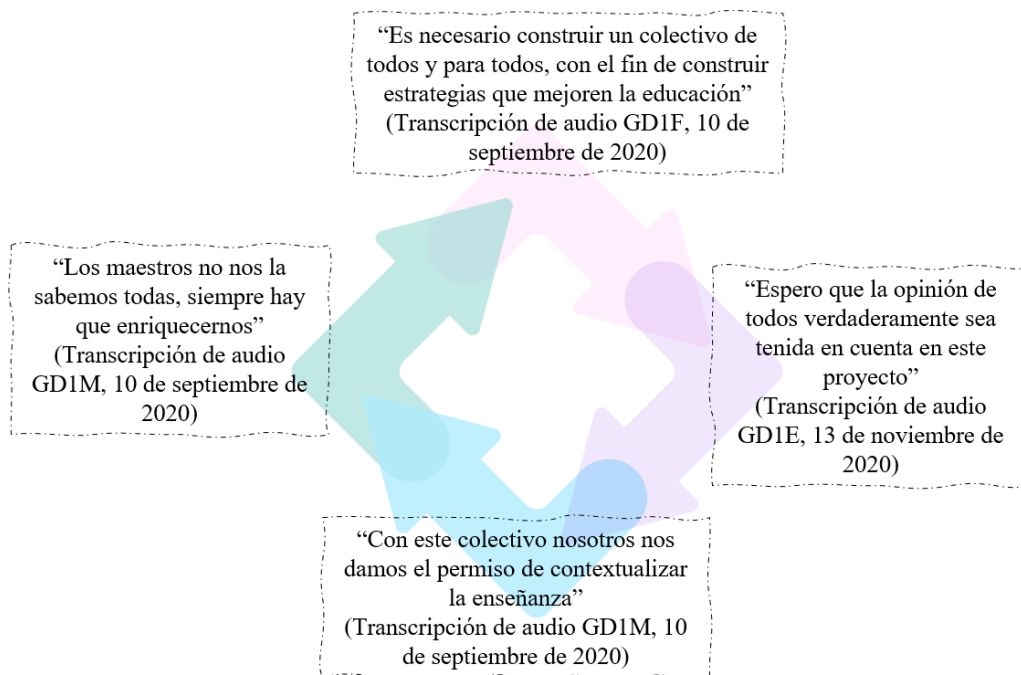 “Es necesario construir un colectivo de
todos y para todos, con el fin de construir
estrategias que mejoren la educación”
(Transcripción de audio GD1F, 10 de
septiembre de 2020)
“Los maestros no nos la
sabemos todas, siempre hay
que enriquecernos”
(Transcripción de audio
GD1M, 10 de septiembre de
2020)
“Espero que la opinión de
todos verdaderamente sea
tenida en cuenta en este
proyecto”
(Transcripción de audio
GD1E, 13 de noviembre de
2020)
“Con este colectivo nosotros nos
damos el permiso de contextualizar
la enseñanza”
(Transcripción de audio GD1M, 10
de septiembre de 2020)